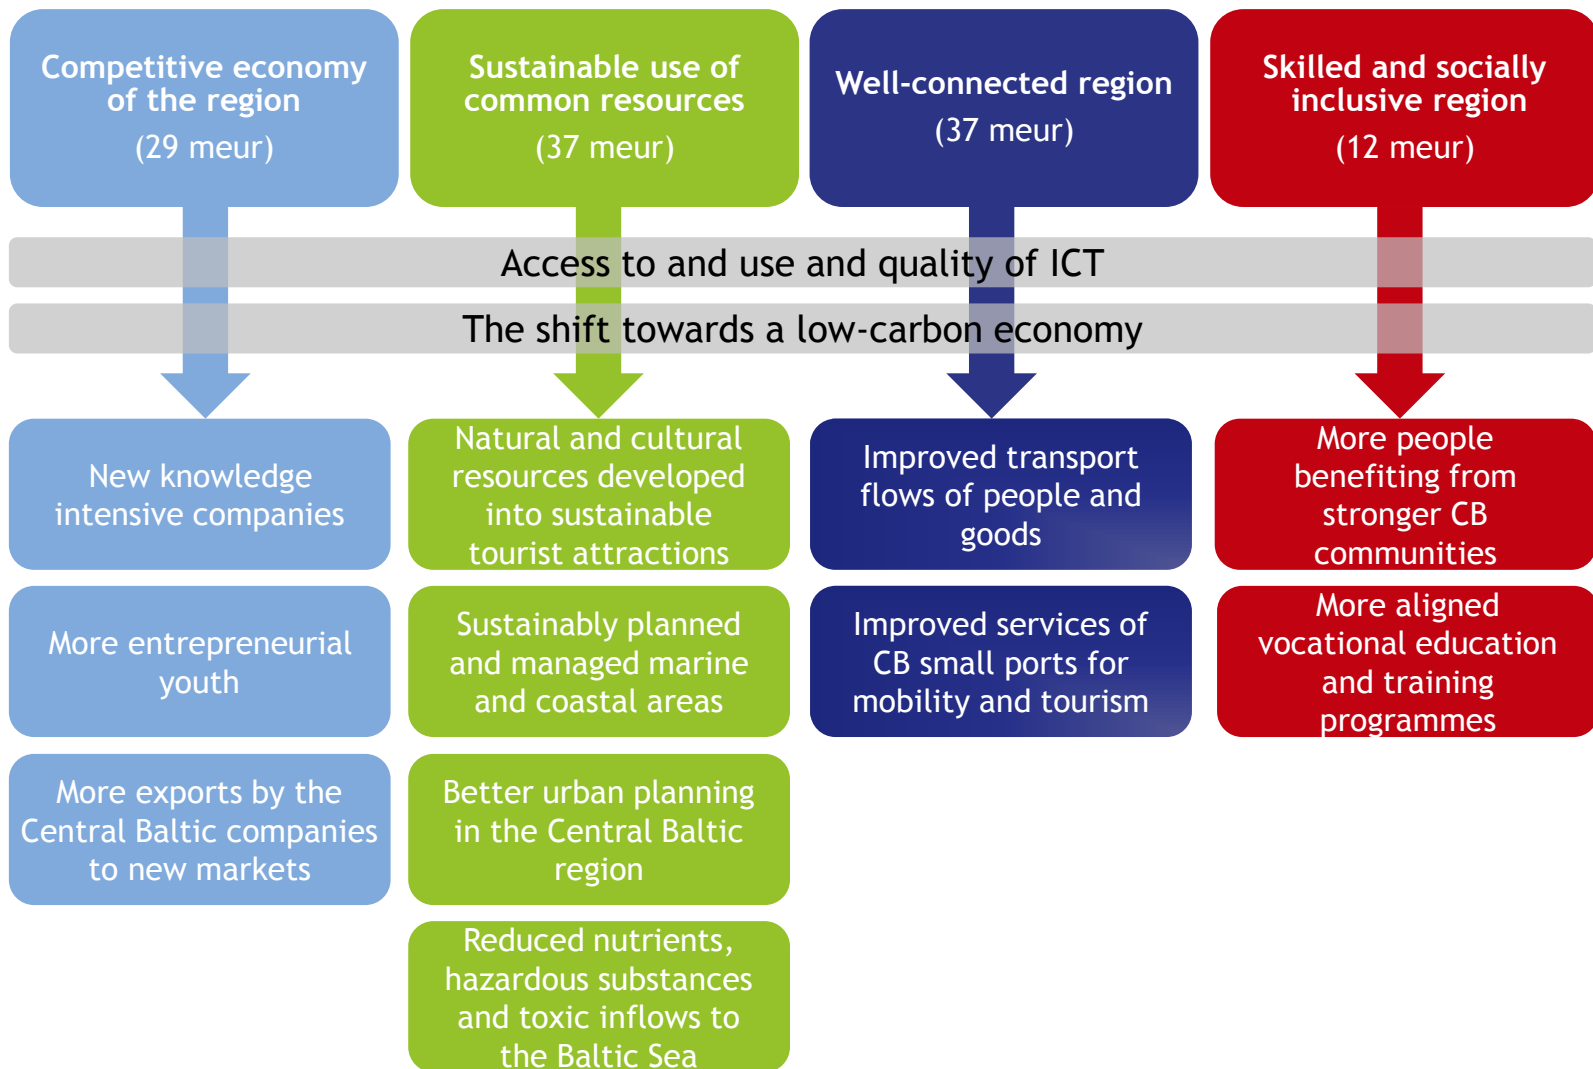 Competitive economy
of the region
(29 meur)
Sustainable use of
common resources
(37 meur)
Well-connected region
(37 meur)
Skilled and socially
inclusive region
(12 meur)
Access to and use and quality of ICT
The shift towards a low-carbon economy
New knowledge
intensive companies
More entrepreneurial
youth
More exports by the
Central Baltic companies
to new markets
Natural and cultural
resources developed
into sustainable
tourist attractions
Sustainably planned
and managed marine
and coastal areas
Better urban planning
in the Central Baltic
region
Reduced nutrients,
hazardous substances
and toxic inflows to
the Baltic Sea
Improved transport
flows of people and
goods
Improved services of
CB small ports for
mobility and tourism
More people
benefiting from
stronger CB
communities
More aligned
vocational education
and training
programmes